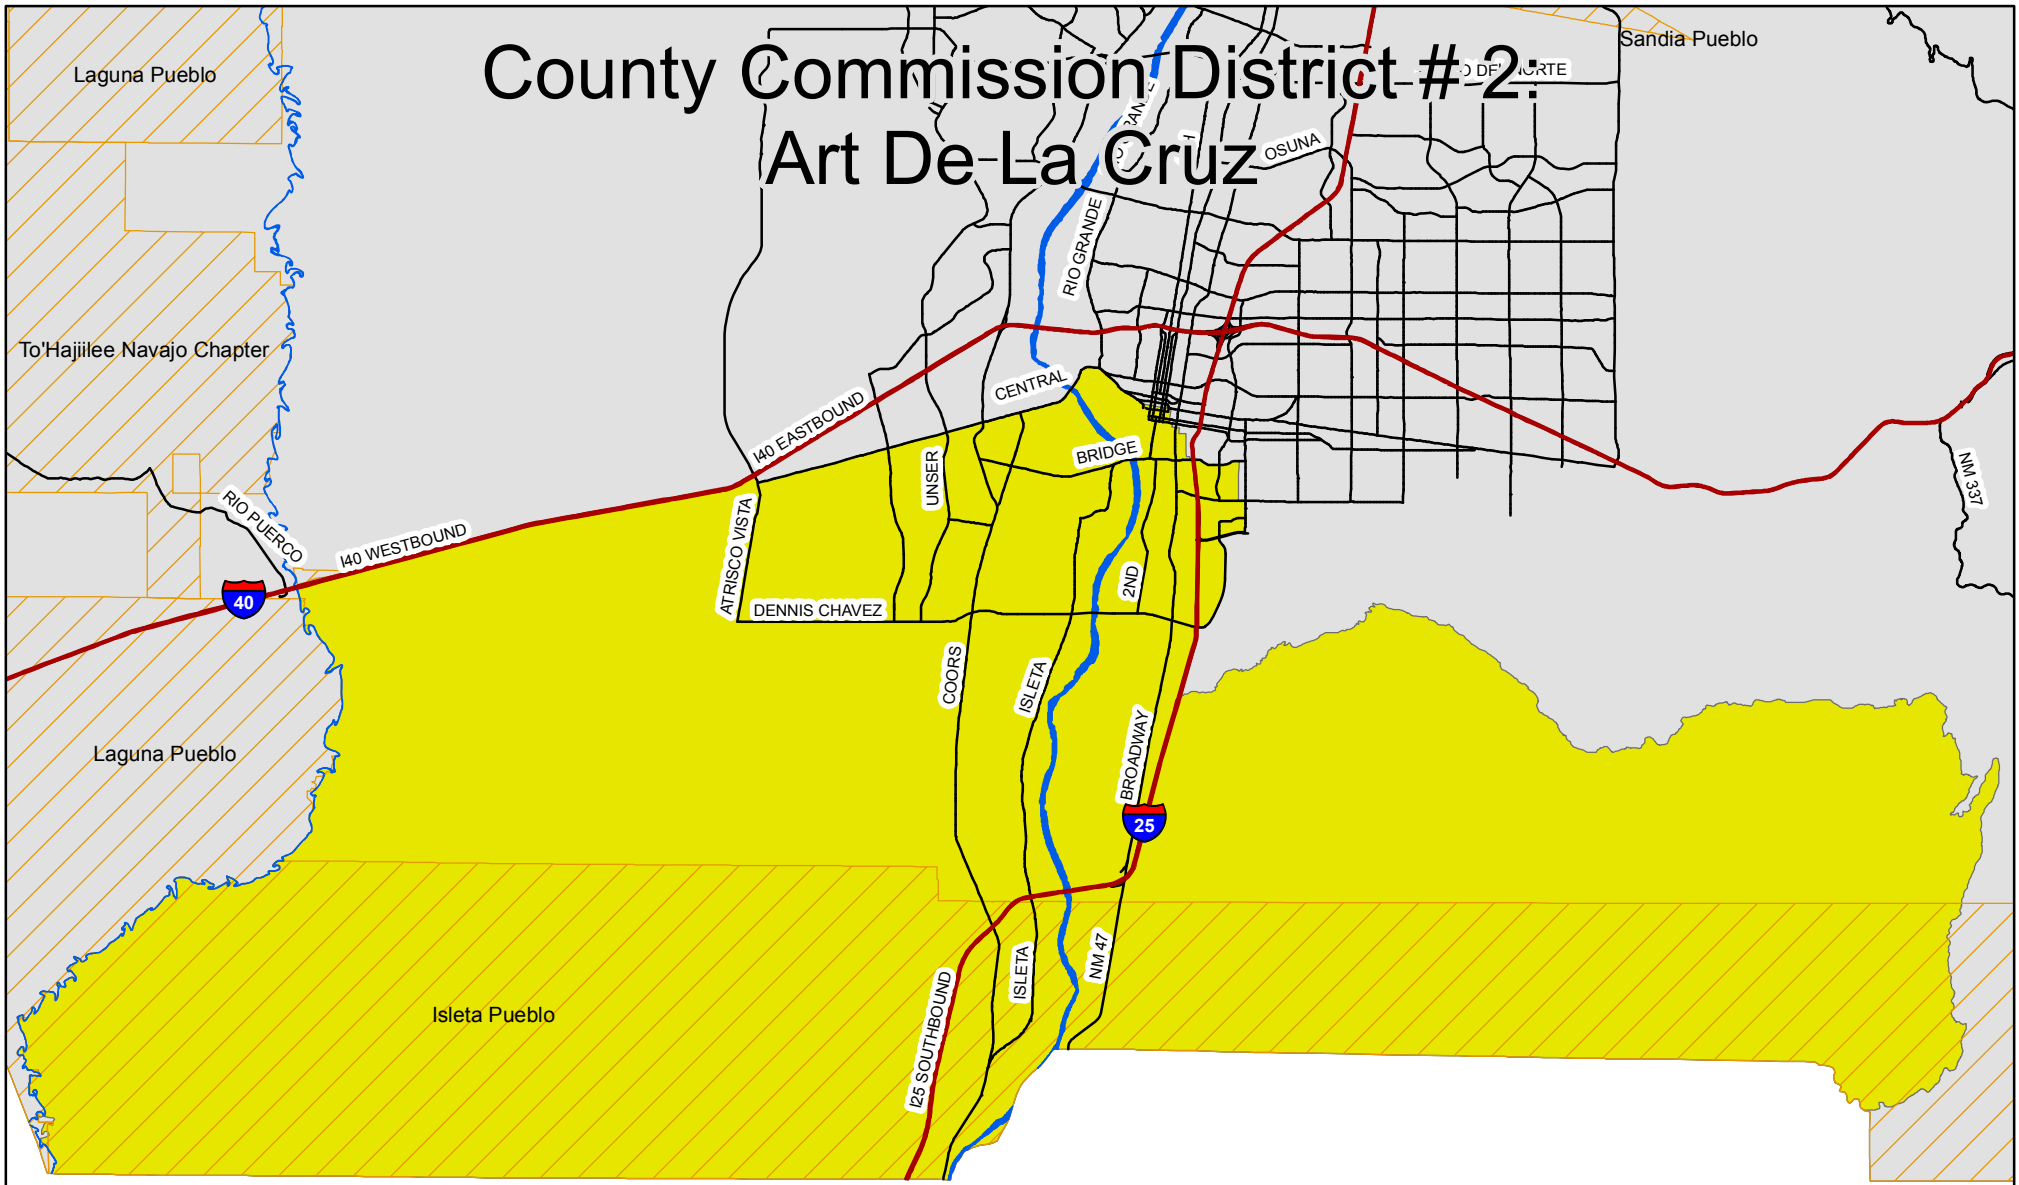 County Commission District # 2:
Art De La Cruz
Laguna Pueblo
Sandia Pueblo
OSUNA
RIO GRANDE
To'Hajiilee Navajo Chapter
CENTRAL
I40 EASTBOUND
BRIDGE
UNSER
NM 337
RIO PUERCO
I40 WESTBOUND
ATRISCO VISTA
2ND
40
DENNIS CHAVEZ
COORS
ISLETA
Laguna Pueblo
BROADWAY
25
NM 47
ISLETA
Isleta Pueblo
I25 SOUTHBOUND